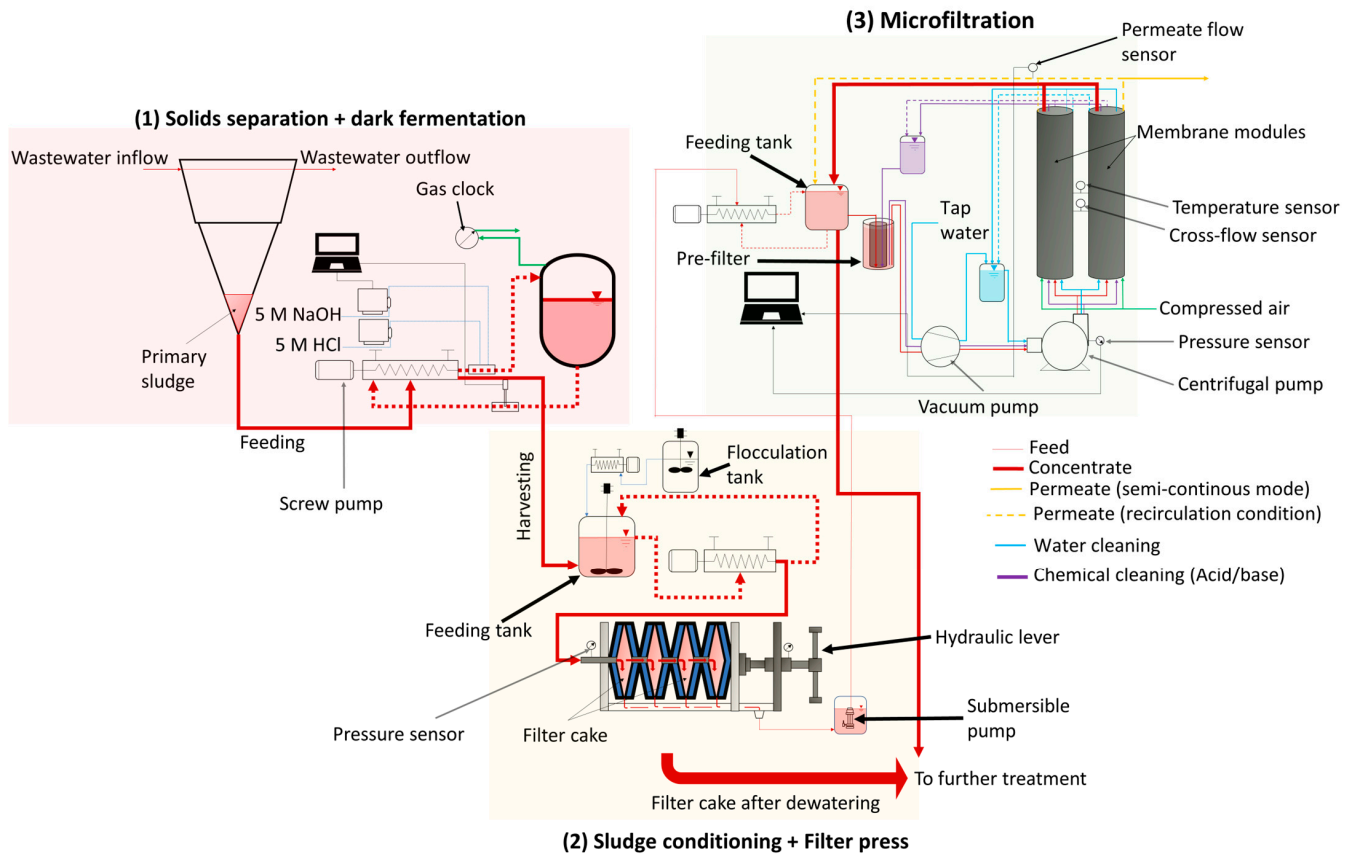 (3) Microfiltration
Permeate flow
sensor
(1) Solids separation + dark fermentation
Wastewater inflow
Wastewater outflow
Gas clock
Feeding tank
Membrane modules
Tap
water
Temperature sensor
Cross-flow sensor
Pre-filter
5 M NaOH
5 M HCl
Compressed air
Primary
sludge
Pressure sensor
Centrifugal pump
Vacuum pump
Feeding
Screw pump
Harvesting
Flocculation
tank
Feed
Concentrate
Permeate (semi-continous mode)
Permeate (recirculation condition)
Water cleaning
Chemical cleaning (Acid/base)
Feeding tank
Hydraulic lever
Pressure sensor
Filter cake
Submersible
pump
To further treatment
Filter cake after dewatering
(2) Sludge conditioning + Filter press